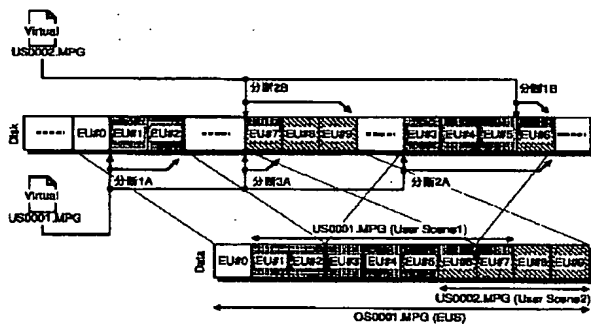 Virtual
US0002.MPG
分断2B
分断1B
Disk
EU#0
EU#1
EU#2
EU#7
EU#8
EU#9
EU#3
EU#4
EU#5
EU#6
分断1A
分断3A
分断2A
Virtual
US0001.MPG
US0001.MPG (User Scene1)
Data
EU#0
EU#1
EU#2
EU#3
EU#4
EU#5
EU#6
EU#7
EU#8
EU#9
US0002.MPG (User Scene2)
OS0001.MPG (EUS)